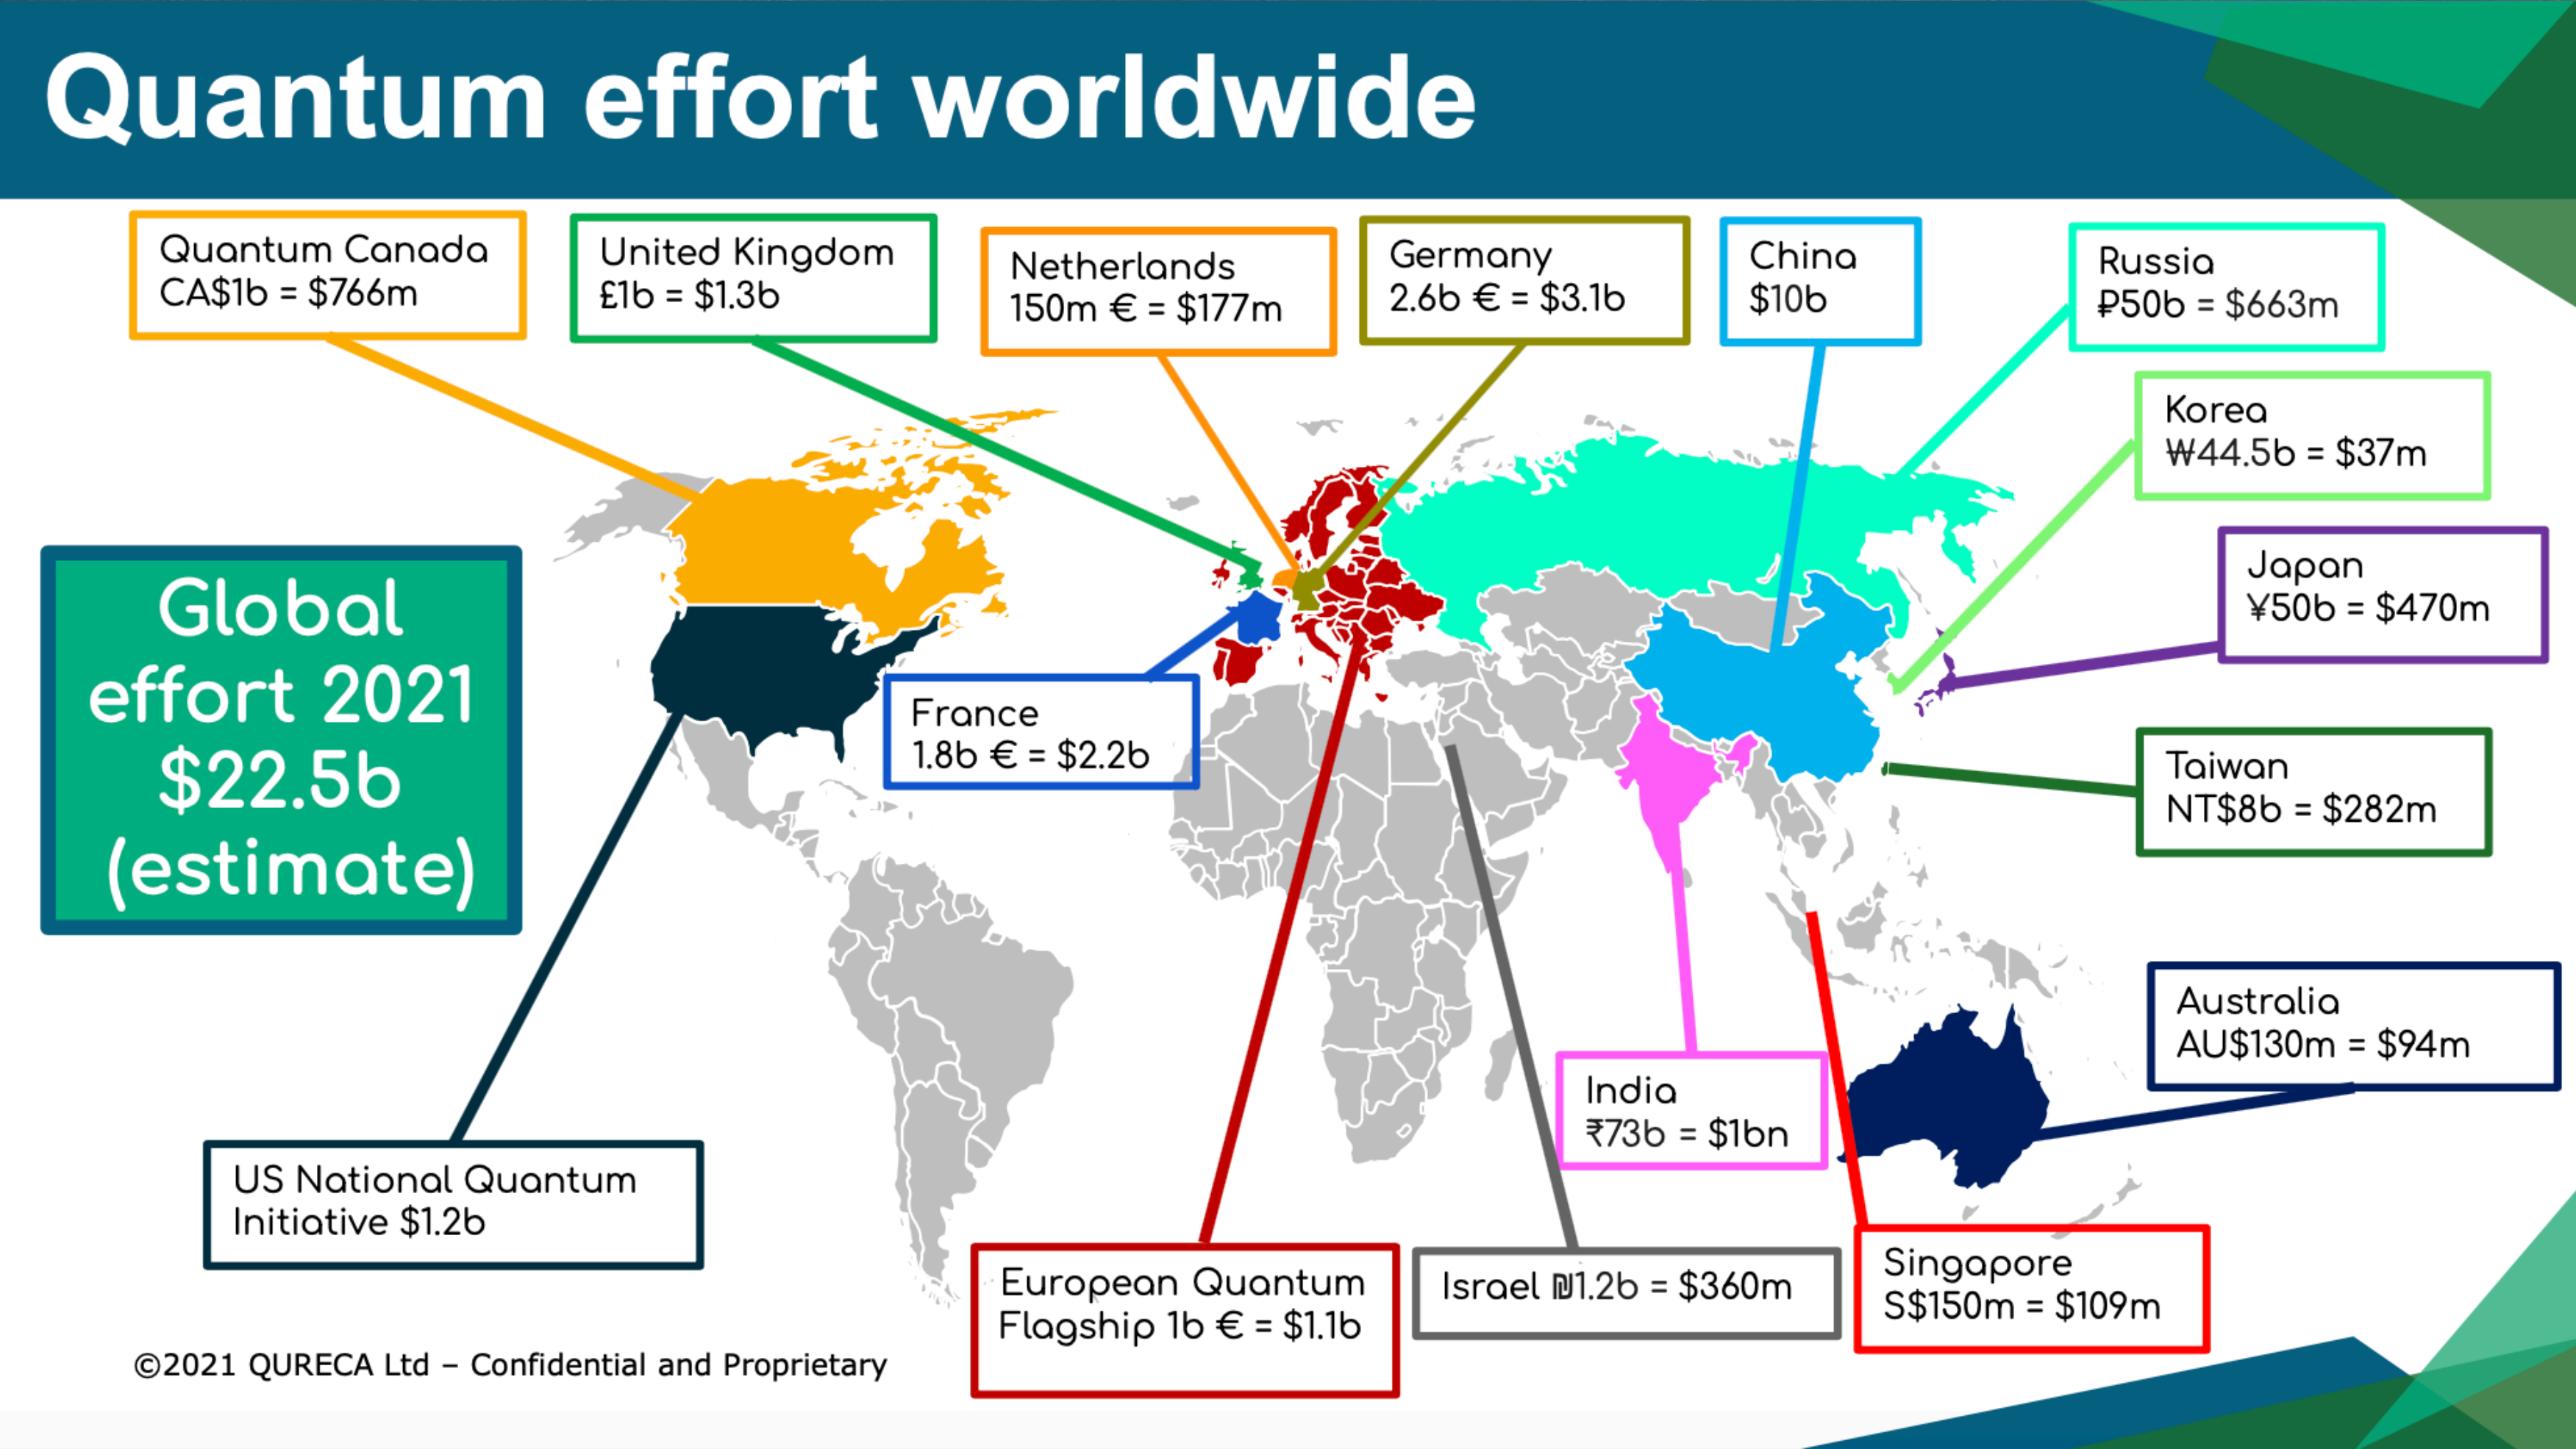 Quantum effort worldwide
Quantum Canada
CA$1b = $766m
United Kingdom
£1b = $1.3b
Netherlands
150m € = $177m
Germany
2.6b € = $3.1b
China
$10b
Russia
₽50b = $663m
Korea
₩44.5b = $37m
Japan
¥50b = $470m
Global
effort 2021
$22.5b
(estimate)
France
1.8b € = $2.2b
Taiwan
NT$8b = $282m
Australia
AU$130m = $94m
India
₹73b = $1bn
US National Quantum
Initiative $1.2b
European Quantum
Flagship 1b € = $1.1b
Israel ₪1.2b = $360m
Singapore
S$150m = $109m
©2021 QURECA Ltd – Confidential and Proprietary